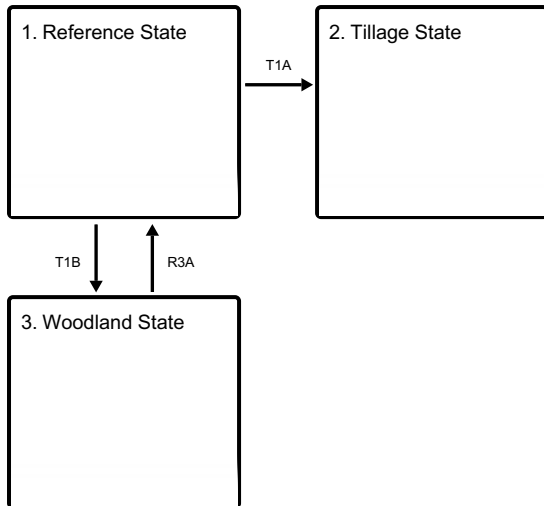 1. Reference State
2. Tillage State
T1A
T1B
R3A
3. Woodland State